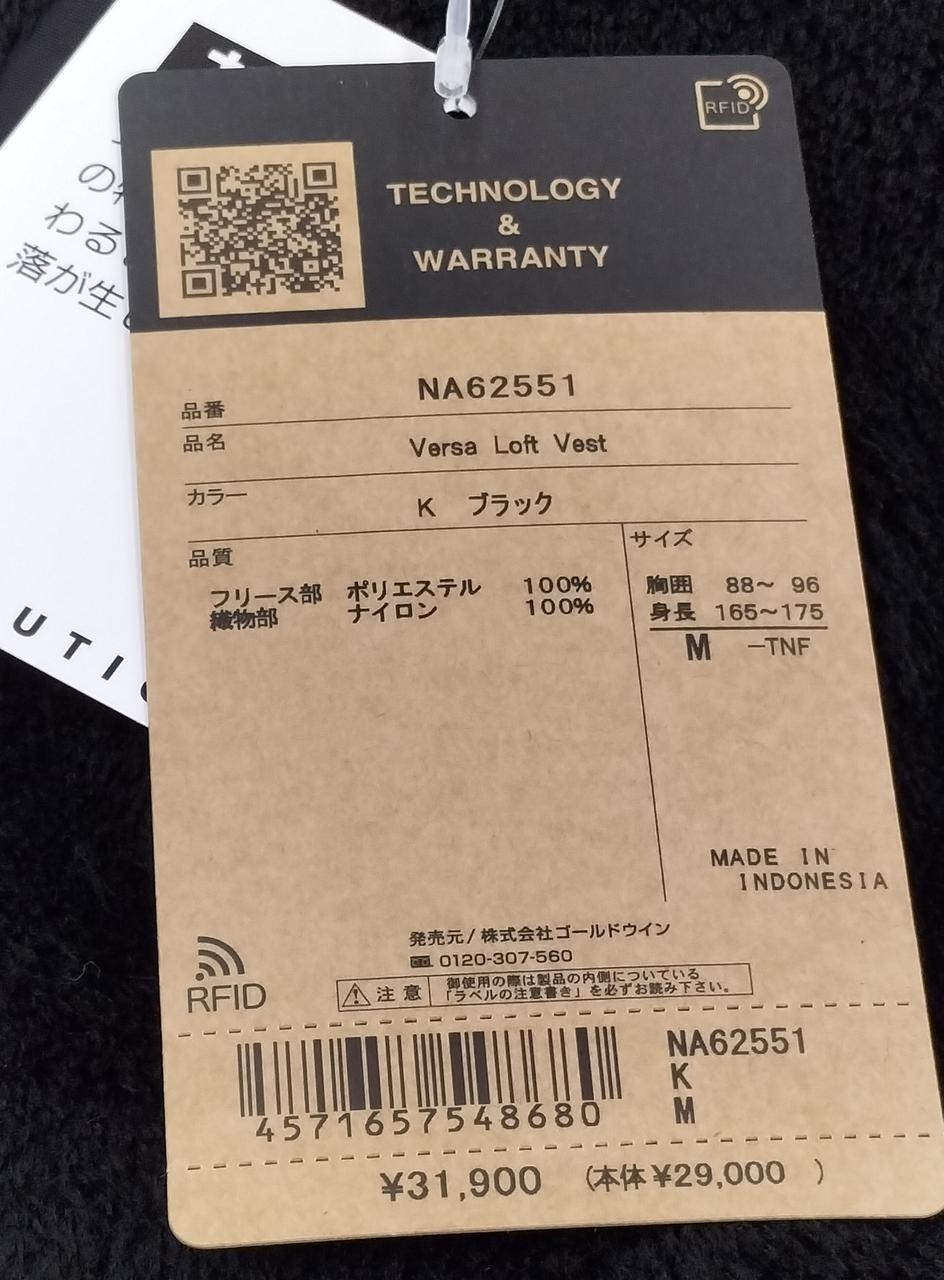 の
わる
落が生
UTI
RFID
TECHNOLOGY
&
WARRANTY
品番 NA62551
品名 Versa Loft Vest
カラー K ブラック
品質
フリース部 ポリエステル 100%
織物部 ナイロン 100%
サイズ
胸囲 88～ 96
身長 165～175
M －TNF
MADE IN
INDONESIA
発売元/株式会社ゴールドウイン
0120-307-560
RFID
注意
御使用の際は製品の内側についている
「ラベルの注意書き」を必ずお読み下さい。
4571657548680
NA62551
K
M
¥31,900 (本体¥29,000 )